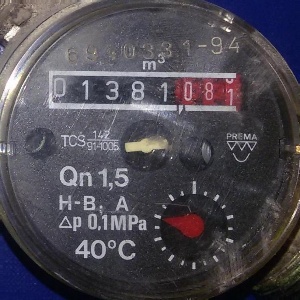 m³
01381081
TCS 142
91-1005
PREMA
Qn 1,5
H-B, A
Δp 0,1MPa
40°C